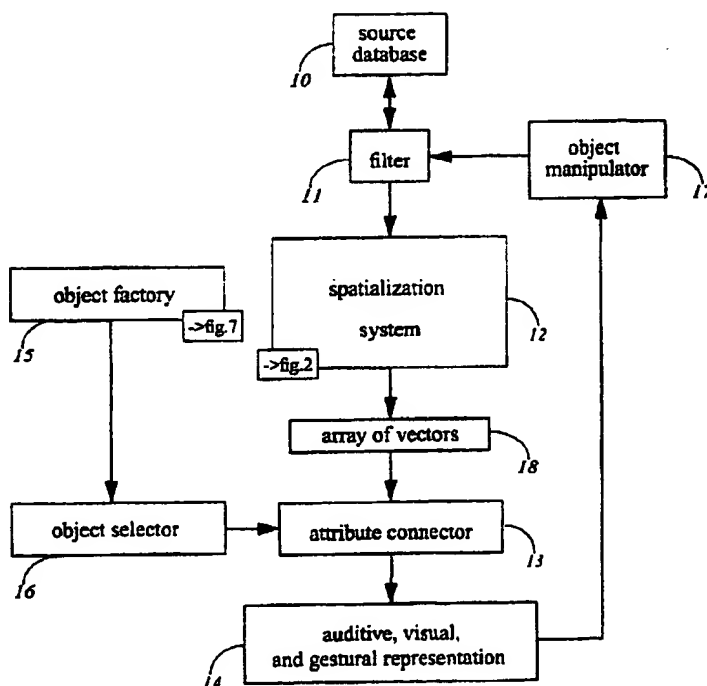 source
database
10
filter
11
object
manipulator
17
object factory
->fig.7
15
spatialization
system
->fig.2
12
array of vectors
18
object selector
16
attribute connector
13
auditive, visual,
and gestural representation
14